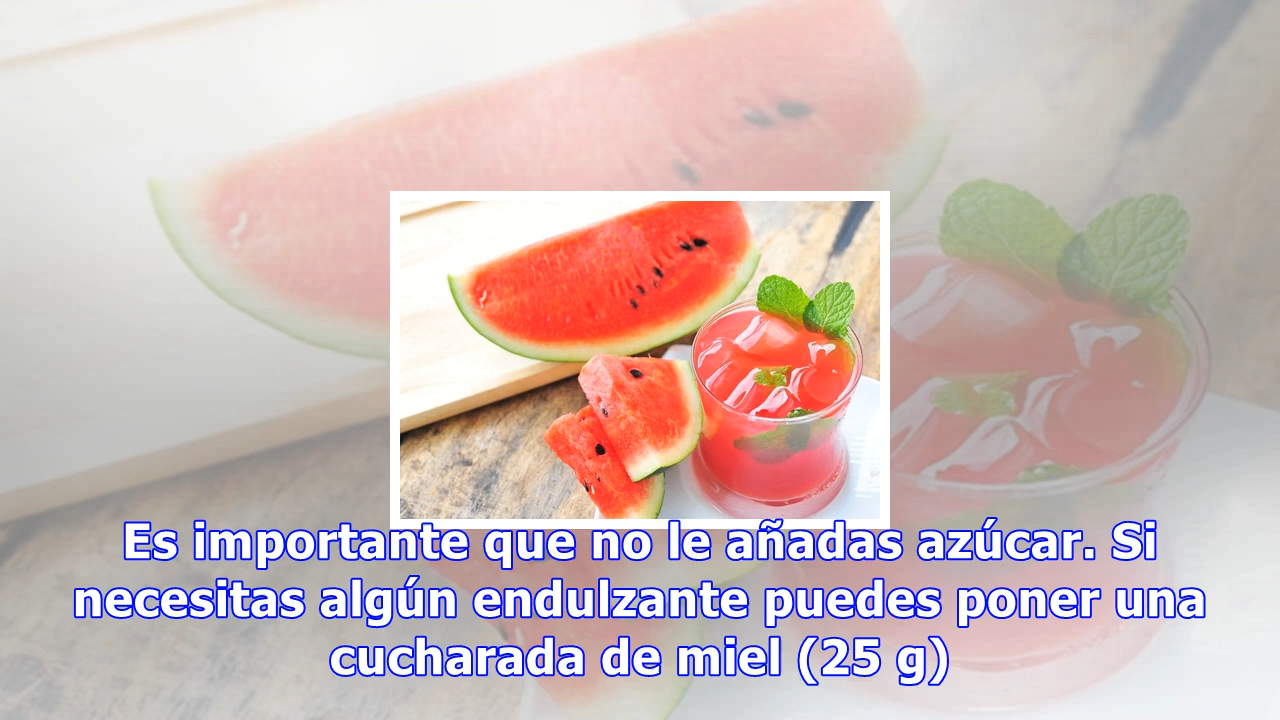 Es importante que no le añadas azúcar. Si
necesitas algún endulzante puedes poner una
cucharada de miel (25 g)